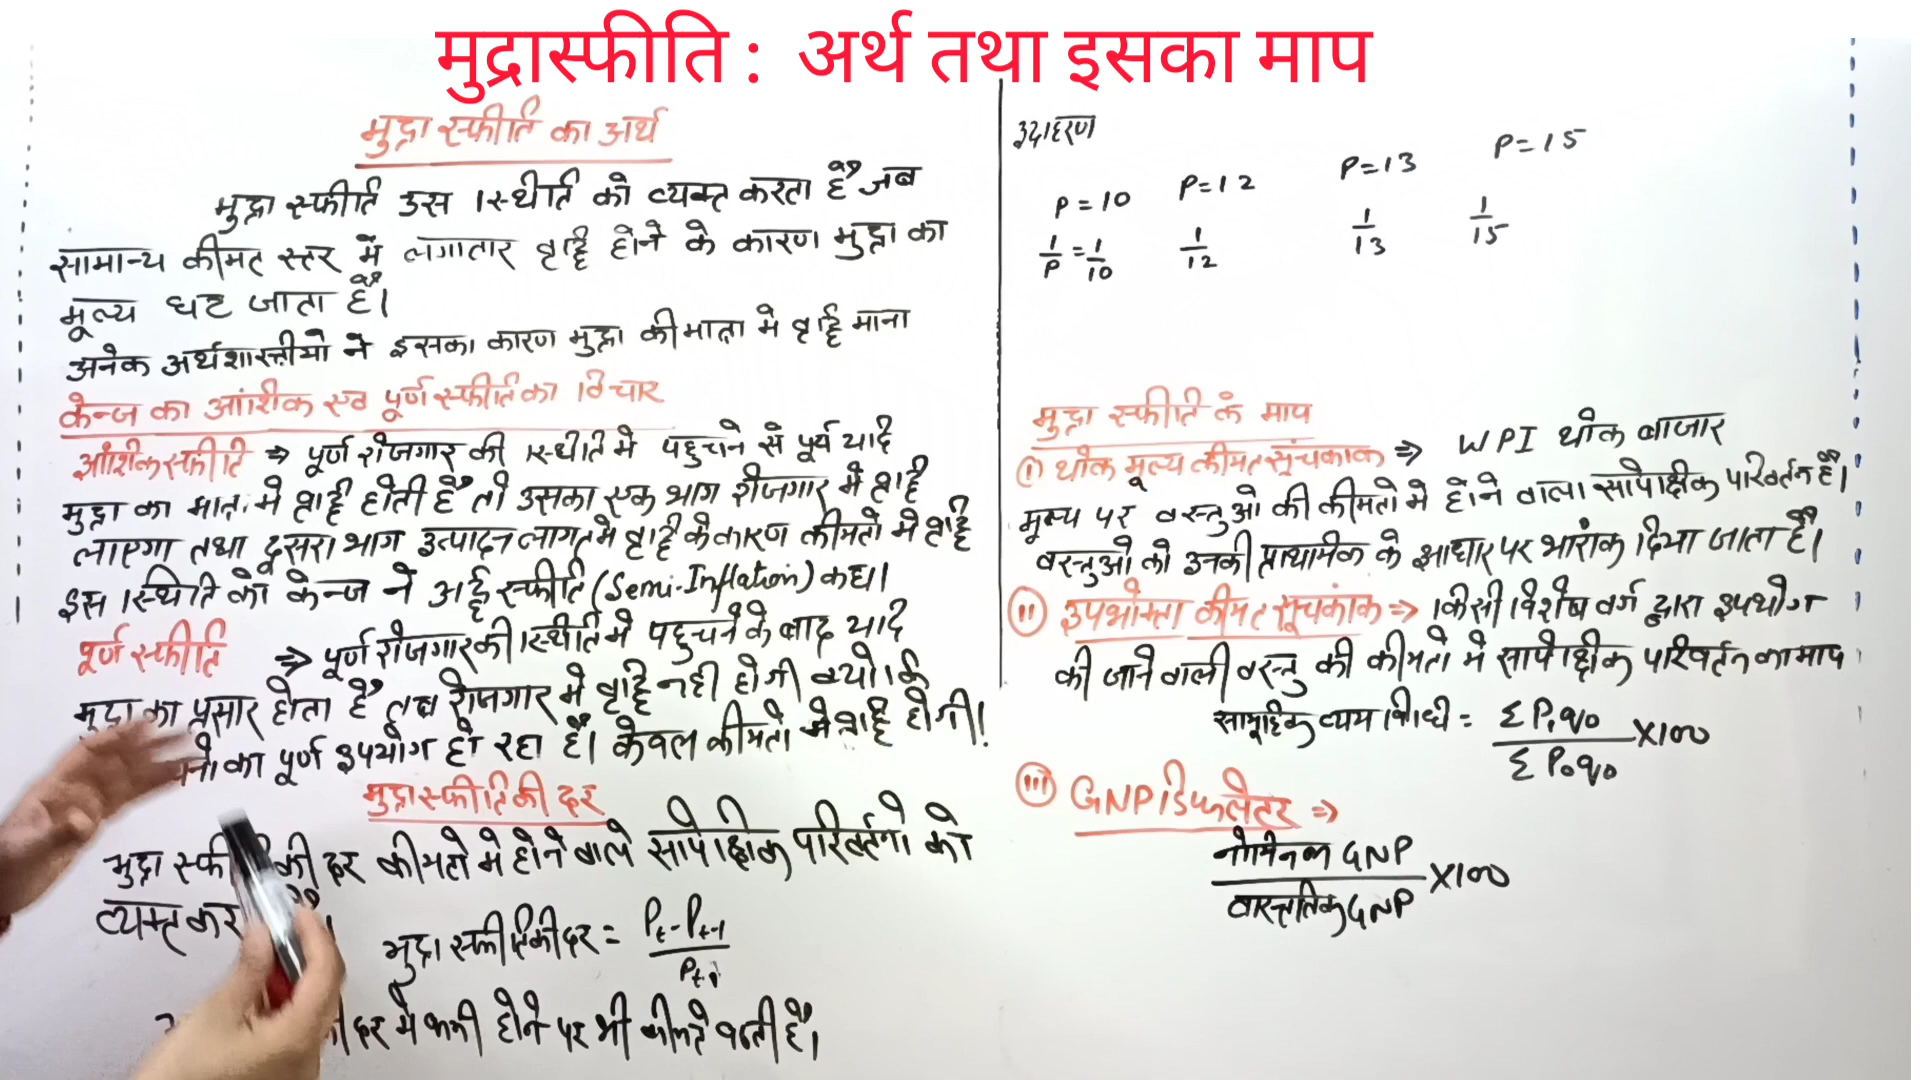 मुद्रास्फीति : अर्थ तथा इसका माप
मुद्रा स्फीति का अर्थ
मुद्रा स्फीति उस स्थिति को व्यक्त करता है जब
सामान्य कीमत स्तर में लगातार वृद्धि होने के कारण मुद्रा का
मूल्य घट जाता है।
अनेक अर्थशास्त्रीयो ने इसका कारण मुद्रा की मात्रा मे वृद्धि माना
केन्ज का आंशिक एव पूर्ण स्फीति का विचार
आंशिक स्फीति ⇒ पूर्ण रोजगार की स्थिति मे पहुचने से पूर्व यदि
मुद्रा का मात्रा मे वृद्धि होती है तो उसका एक भाग रोजगार में वृद्धि
लाएगा तथा दूसरा भाग उत्पादन लागत मे वृद्धि के कारण कीमतो मे वृद्धि
इस स्थिति को केन्ज ने अर्द्ध स्फीति (Semi-Inflation) कहा।
पूर्ण स्फीति ⇒ पूर्ण रोजगार की स्थिति मे पहुचने के बाद यदि
मुद्रा का प्रसार होता है तब रोजगार मे वृद्धि नही होगी क्योकि
का पूर्ण उपयोग हो रहा है। केवल कीमतो मे वृद्धि होगी!
मुद्रास्फीति की दर
मुद्रा स्फी की दर कीमतो मे होने वाले सापेक्षिक परिवर्तनो को
व्यक्त कर
मुद्रा स्फीति की दर = Pt - Pt-1
Pt-1
दर मे कमी होने पर भी कीमते बढती है।
उदाहरण
P=10 P=12 P=13 P=15
1/P = 1/10 1/12 1/13 1/15
मुद्रा स्फीति के माप
(i) थोक मूल्य कीमत सूचकाक ⇒ WPI थोक बाजार
मूल्य पर वस्तुओ की कीमतो मे होने वाला सापेक्षिक परिवर्तन है।
वस्तुओ को उनकी प्राथमिक के आधार पर भारांक दिया जाता है।
(ii) उपभोक्ता कीमत सूचकांक ⇒ किसी विशेष वर्ग द्वारा उपयोग
की जाने वाली वस्तु की कीमतो मे सापेक्षिक परिवर्तन का माप
सामूहिक व्यय विधि = ΣP₁q₀ ×100
ΣP₀q₀
(iii) GNP डिफ्लेटर ⇒
नोमिनल GNP ×100
वास्तविक GNP